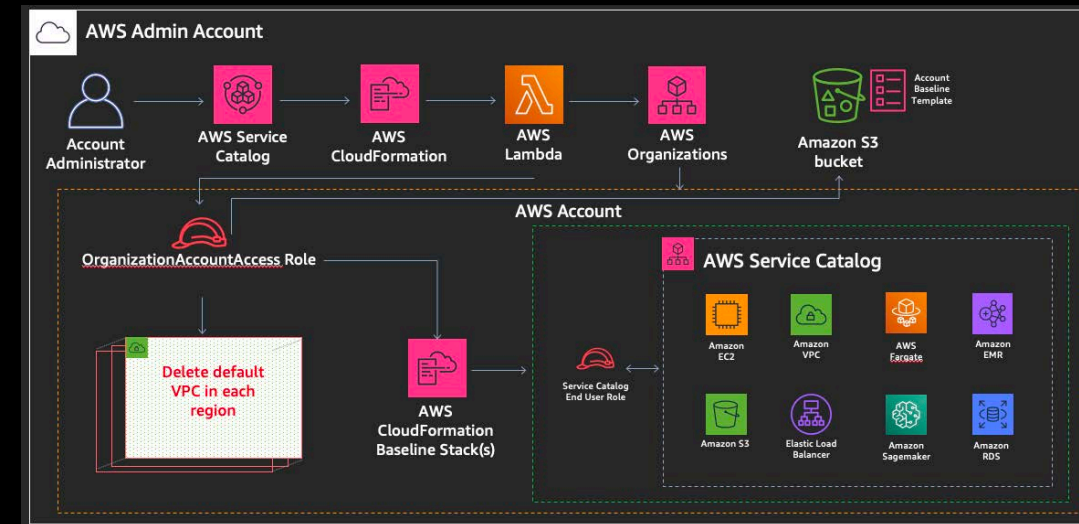 AWS Admin Account
Account
Administrator
AWS Service
Catalog
AWS
CloudFormation
AWS
Lambda
AWS
Organizations
Amazon S3
bucket
Account
Baseline
Template
AWS Account
OrganizationAccountAccess Role
Delete default
VPC in each
region
AWS
CloudFormation
Baseline Stack(s)
Service Catalog
End User Role
AWS Service Catalog
Amazon
EC2
Amazon
VPC
AWS
Fargate
Amazon
EMR
Amazon S3
Elastic Load
Balancer
Amazon
Sagemaker
Amazon
RDS